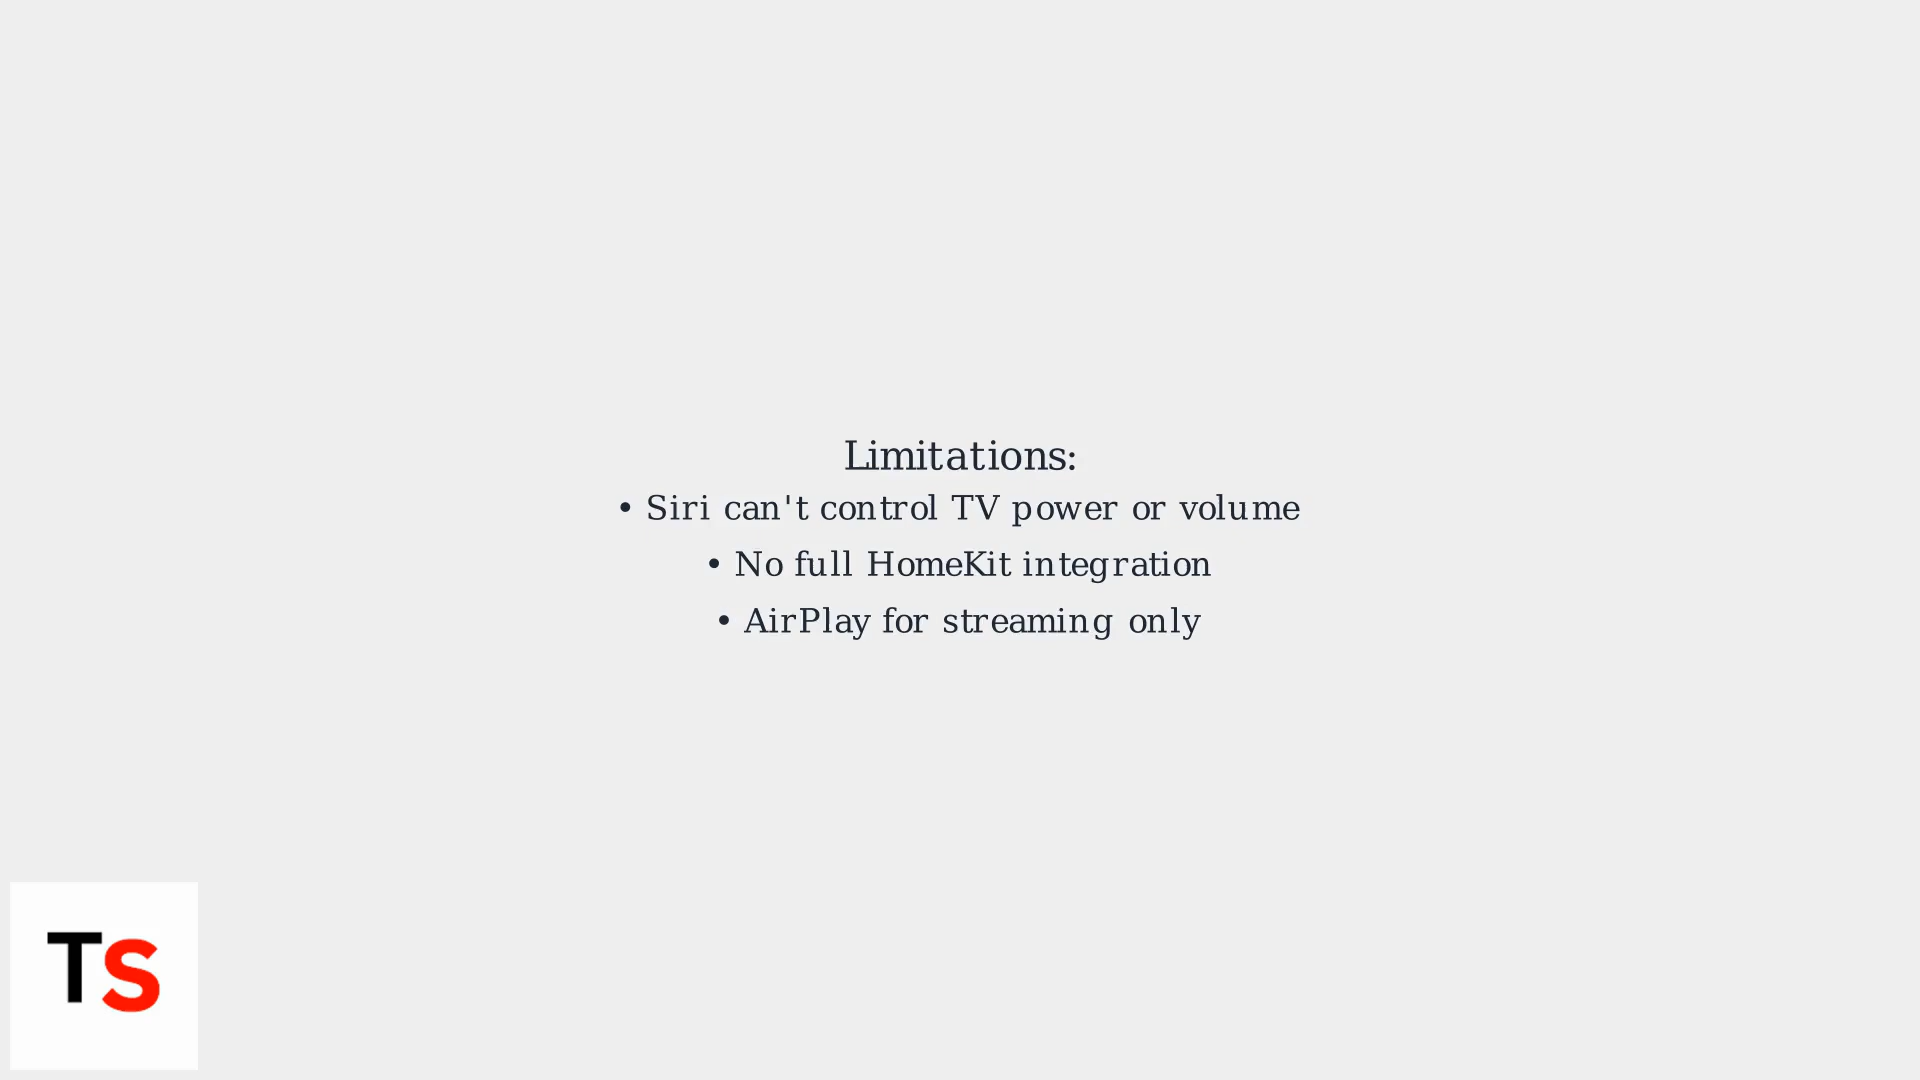 Limitations:
• Siri can't control TV power or volume
• No full HomeKit integration
• AirPlay for streaming only
TS